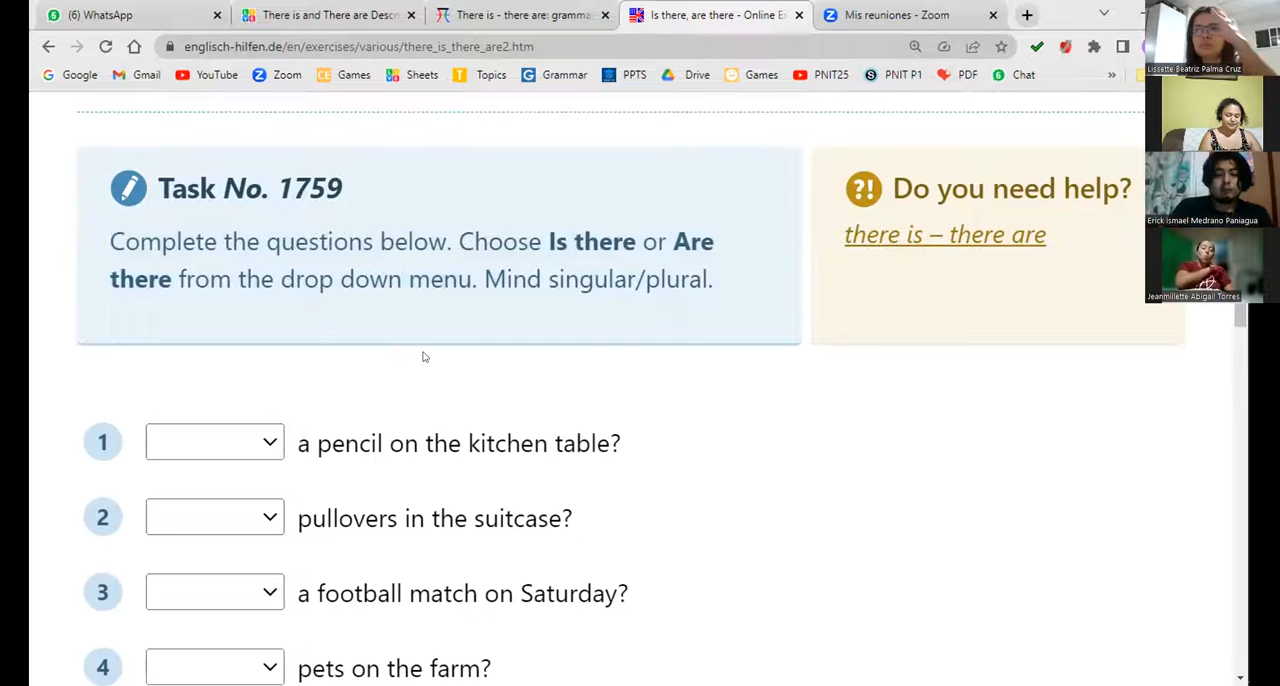 (6) WhatsApp
There is and There are Descr
There is - there are: gramma
Is there, are there - Online E
Mis reuniones - Zoom
englisch-hilfen.de/en/exercises/various/there_is_there_are2.htm
Google
Gmail
YouTube
Zoom
Games
Sheets
Topics
Grammar
PPTS
Drive
Games
PNIT25
PNIT P1
PDF
Chat
»
Lissette Beatriz Palma Cruz
Erick Ismael Medrano Paniagua
Jeanmillette Abigail Torres
Task No. 1759
Complete the questions below. Choose Is there or Are
there from the drop down menu. Mind singular/plural.
?! Do you need help?
there is – there are
1 a pencil on the kitchen table?
2 pullovers in the suitcase?
3 a football match on Saturday?
4 pets on the farm?